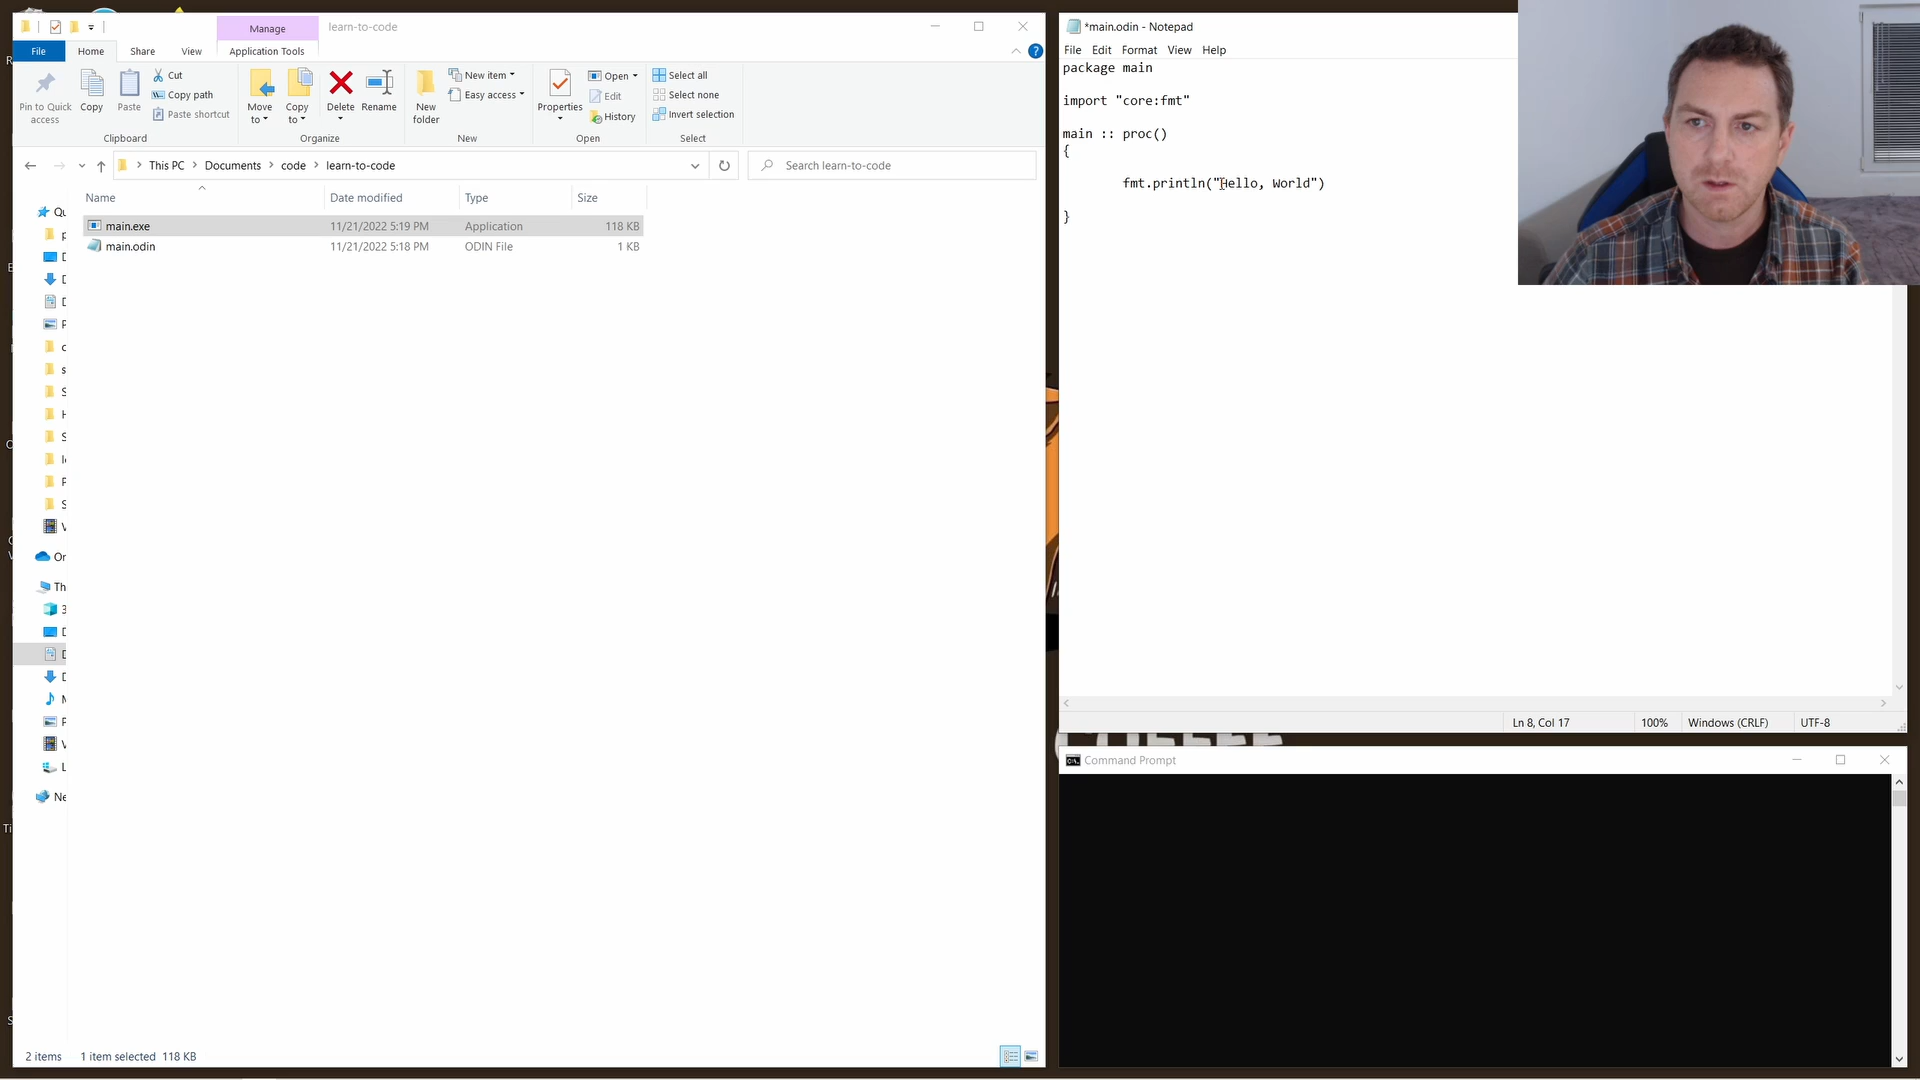 Manage
learn-to-code
File
Home
Share
View
Application Tools
Pin to Quick access
Copy
Paste
Cut
Copy path
Paste shortcut
Clipboard
Move to
Copy to
Delete
Rename
Organize
New folder
New item
Easy access
New
Properties
Open
Edit
History
Open
Select all
Select none
Invert selection
Select
This PC > Documents > code > learn-to-code
Search learn-to-code
Name Date modified Type Size
main.exe 11/21/2022 5:19 PM Application 118 KB
main.odin 11/21/2022 5:18 PM ODIN File 1 KB
2 items 1 item selected 118 KB
*main.odin - Notepad
File Edit Format View Help
package main
import "core:fmt"
main :: proc()
{
fmt.println("Hello, World")
}
Ln 8, Col 17 100% Windows (CRLF) UTF-8
Command Prompt